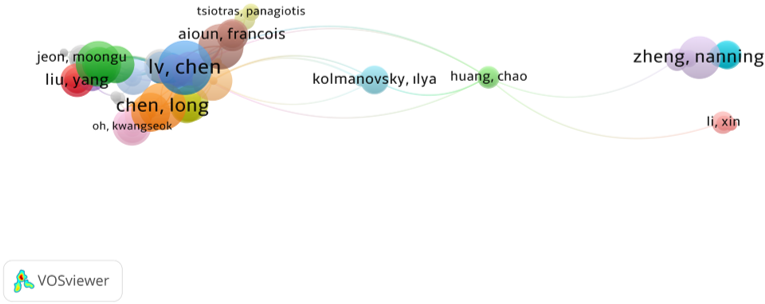 tsiotras, panagiotis
aioun, francois
jeon, moongu
lv, chen
zheng, nanning
liu, yang
kolmanovsky, ilya
huang, chao
chen, long
oh, kwangseok
li, xin
VOSviewer